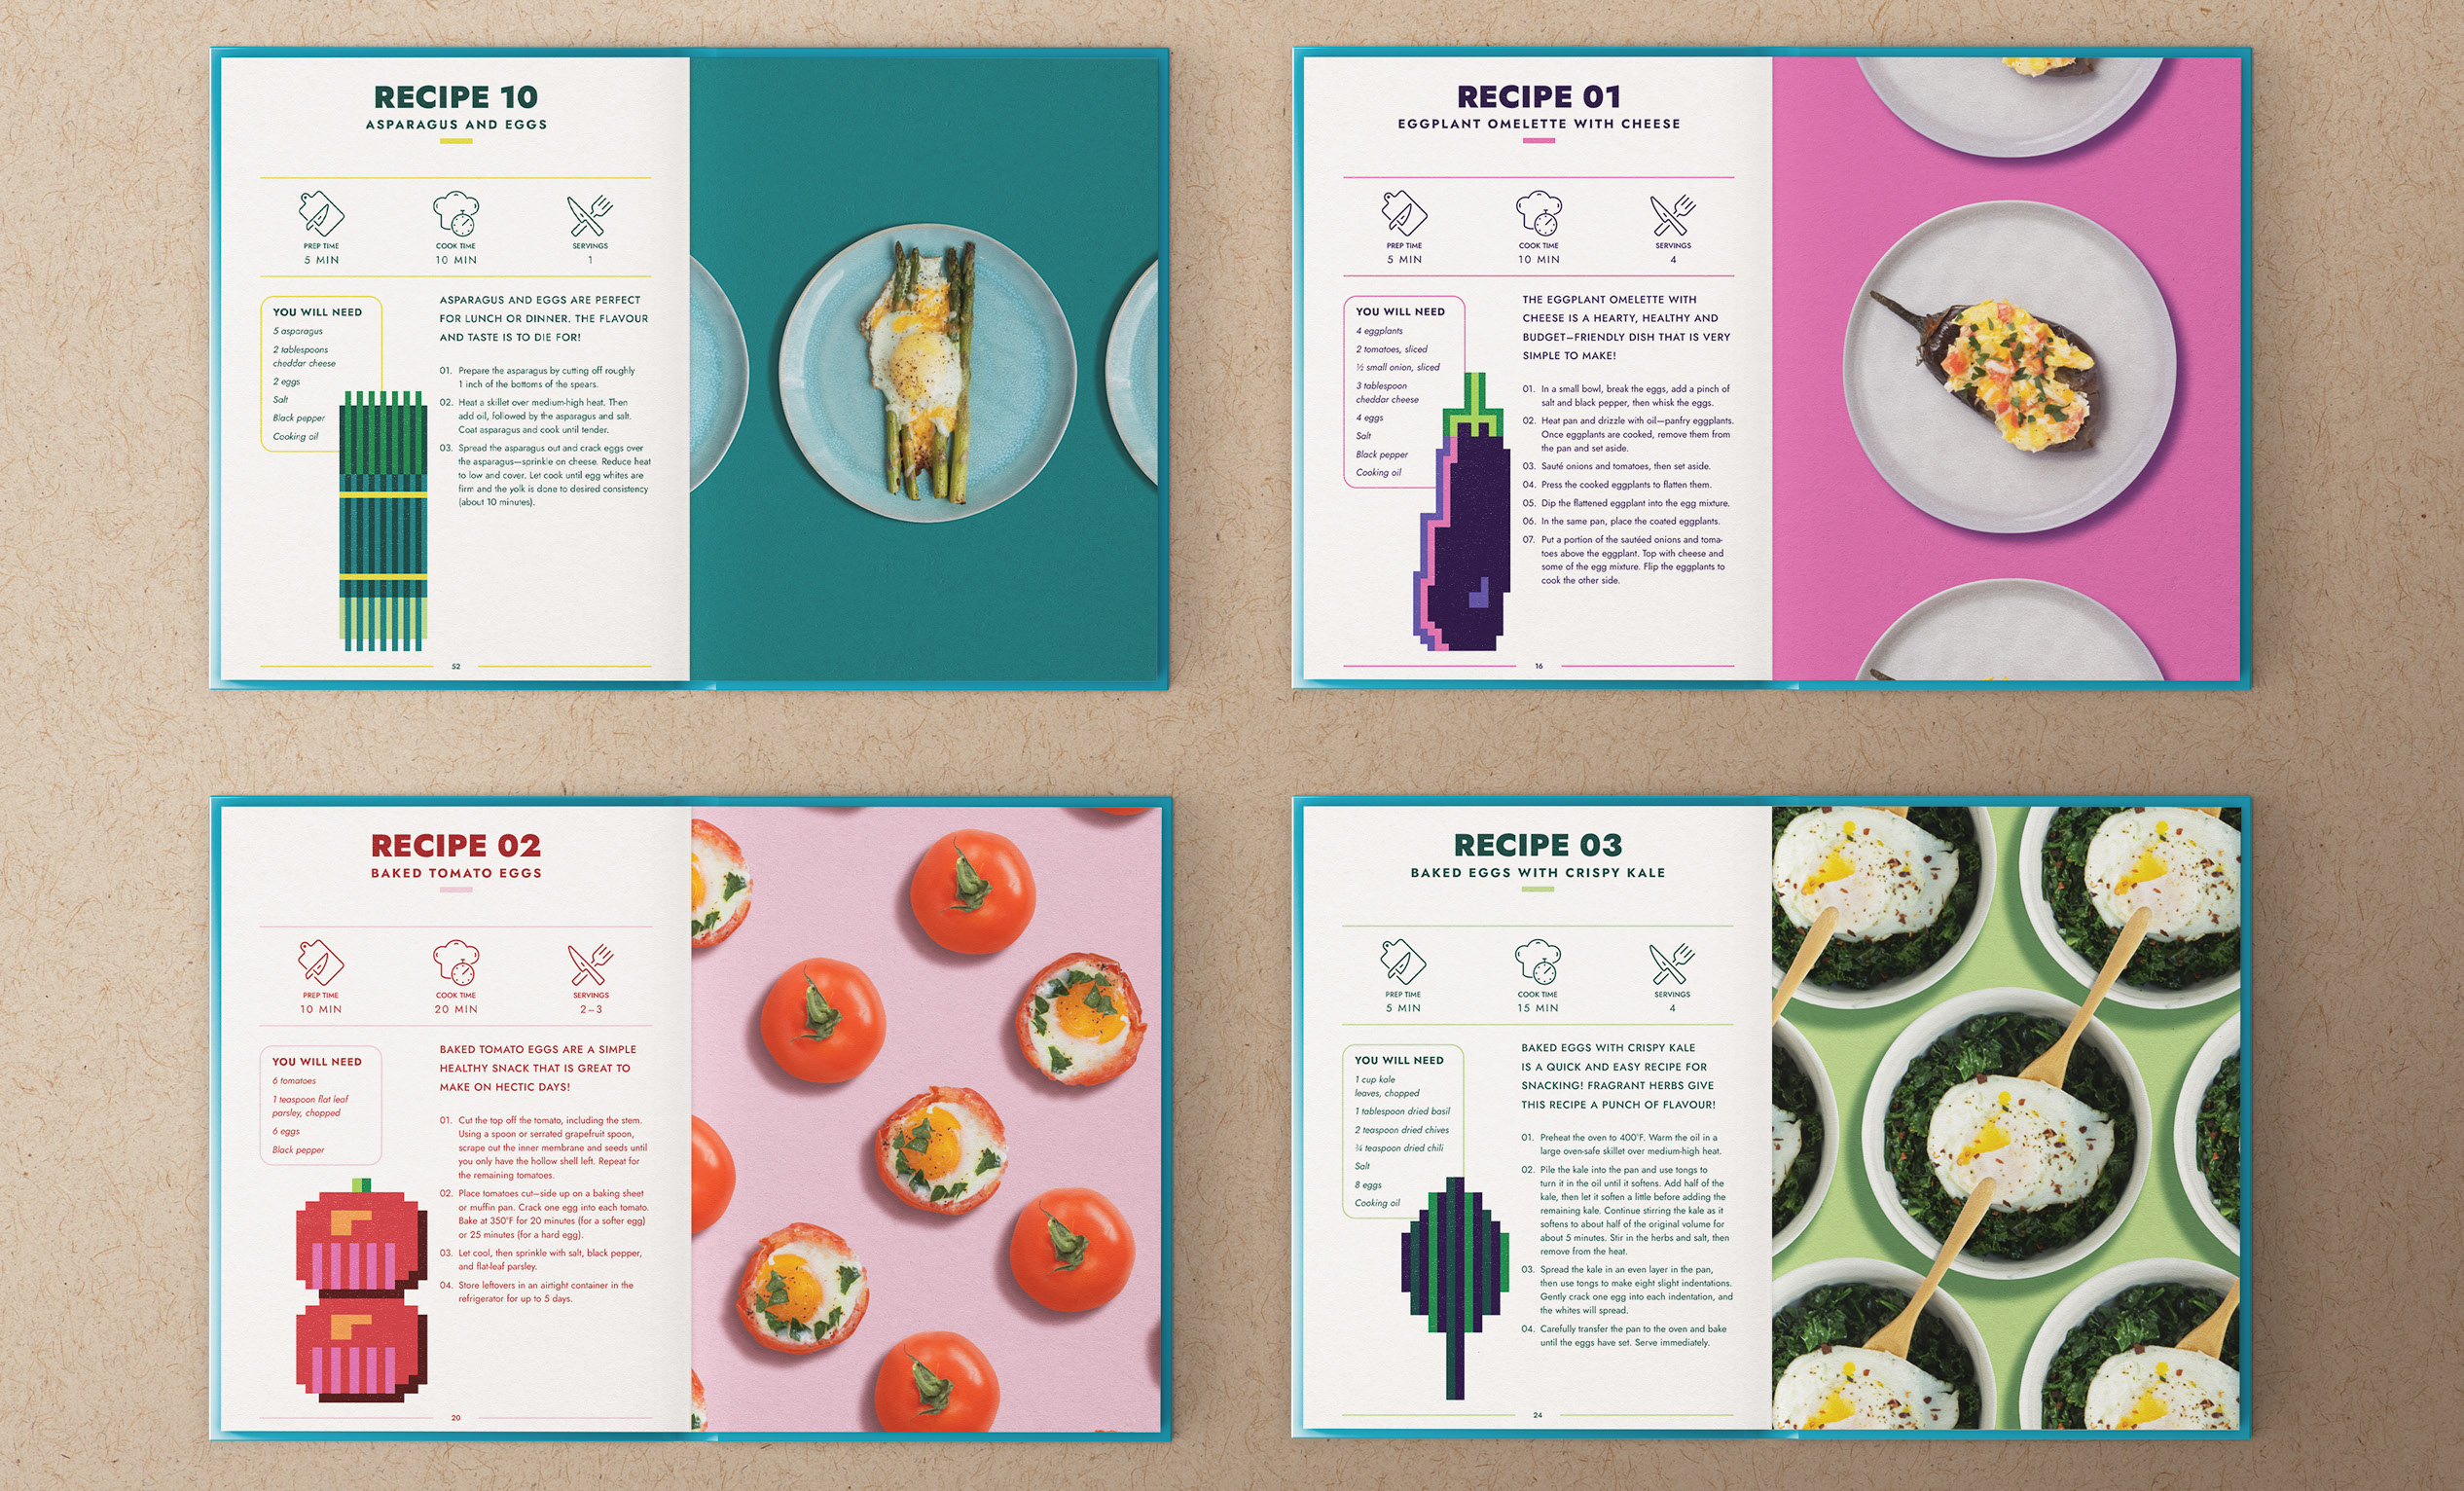 RECIPE 10
ASPARAGUS AND EGGS
PREP TIME
5 MIN
COOK TIME
10 MIN
SERVINGS
1
YOU WILL NEED
5 asparagus
2 tablespoons
cheddar cheese
2 eggs
Salt
Black pepper
Cooking oil
ASPARAGUS AND EGGS ARE PERFECT
FOR LUNCH OR DINNER. THE FLAVOUR
AND TASTE IS TO DIE FOR!
01. Prepare the asparagus by cutting off roughly
1 inch of the bottoms of the spears.
02. Heat a skillet over medium-high heat. Then
add oil, followed by the asparagus and salt.
Coat asparagus and cook until tender.
03. Spread the asparagus out and crack eggs over
the asparagus—sprinkle on cheese. Reduce heat
to low and cover. Let cook until egg whites are
firm and the yolk is done to desired consistency
(about 10 minutes).
52
RECIPE 01
EGGPLANT OMELETTE WITH CHEESE
PREP TIME
5 MIN
COOK TIME
10 MIN
SERVINGS
4
YOU WILL NEED
4 eggplants
2 tomatoes, sliced
½ small onion, sliced
3 tablespoon
cheddar cheese
4 eggs
Salt
Black pepper
Cooking oil
THE EGGPLANT OMELETTE WITH
CHEESE IS A HEARTY, HEALTHY AND
BUDGET–FRIENDLY DISH THAT IS VERY
SIMPLE TO MAKE!
01. In a small bowl, break the eggs, add a pinch of
salt and black pepper, then whisk the eggs.
02. Heat pan and drizzle with oil—panfry eggplants.
Once eggplants are cooked, remove them from
the pan and set aside.
03. Sauté onions and tomatoes, then set aside.
04. Press the cooked eggplants to flatten them.
05. Dip the flattened eggplant into the egg mixture.
06. In the same pan, place the coated eggplants.
07. Put a portion of the sautéed onions and toma-
toes above the eggplant. Top with cheese and
some of the egg mixture. Flip the eggplants to
cook the other side.
16
RECIPE 02
BAKED TOMATO EGGS
PREP TIME
10 MIN
COOK TIME
20 MIN
SERVINGS
2–3
YOU WILL NEED
6 tomatoes
1 teaspoon flat leaf
parsley, chopped
6 eggs
Black pepper
BAKED TOMATO EGGS ARE A SIMPLE
HEALTHY SNACK THAT IS GREAT TO
MAKE ON HECTIC DAYS!
01. Cut the top off the tomato, including the stem.
Using a spoon or serrated grapefruit spoon,
scrape out the inner membrane and seeds until
you only have the hollow shell left. Repeat for
the remaining tomatoes.
02. Place tomatoes cut–side up on a baking sheet
or muffin pan. Crack one egg into each tomato.
Bake at 350°F for 20 minutes (for a softer egg)
or 25 minutes (for a hard egg).
03. Let cool, then sprinkle with salt, black pepper,
and flat-leaf parsley.
04. Store leftovers in an airtight container in the
refrigerator for up to 5 days.
20
RECIPE 03
BAKED EGGS WITH CRISPY KALE
PREP TIME
5 MIN
COOK TIME
15 MIN
SERVINGS
4
YOU WILL NEED
1 cup kale
leaves, chopped
1 tablespoon dried basil
2 teaspoon dried chives
¾ teaspoon dried chili
Salt
8 eggs
Cooking oil
BAKED EGGS WITH CRISPY KALE
IS A QUICK AND EASY RECIPE FOR
SNACKING! FRAGRANT HERBS GIVE
THIS RECIPE A PUNCH OF FLAVOUR!
01. Preheat the oven to 400°F. Warm the oil in a
large oven-safe skillet over medium-high heat.
02. Pile the kale into the pan and use tongs to
turn it in the oil until it softens. Add half of the
kale, then let it soften a little before adding the
remaining kale. Continue stirring the kale as it
softens to about half of the original volume for
about 5 minutes. Stir in the herbs and salt, then
remove from the heat.
03. Spread the kale in an even layer in the pan,
then use tongs to make eight slight indentations.
Gently crack one egg into each indentation, and
the whites will spread.
04. Carefully transfer the pan to the oven and bake
until the eggs have set. Serve immediately.
24